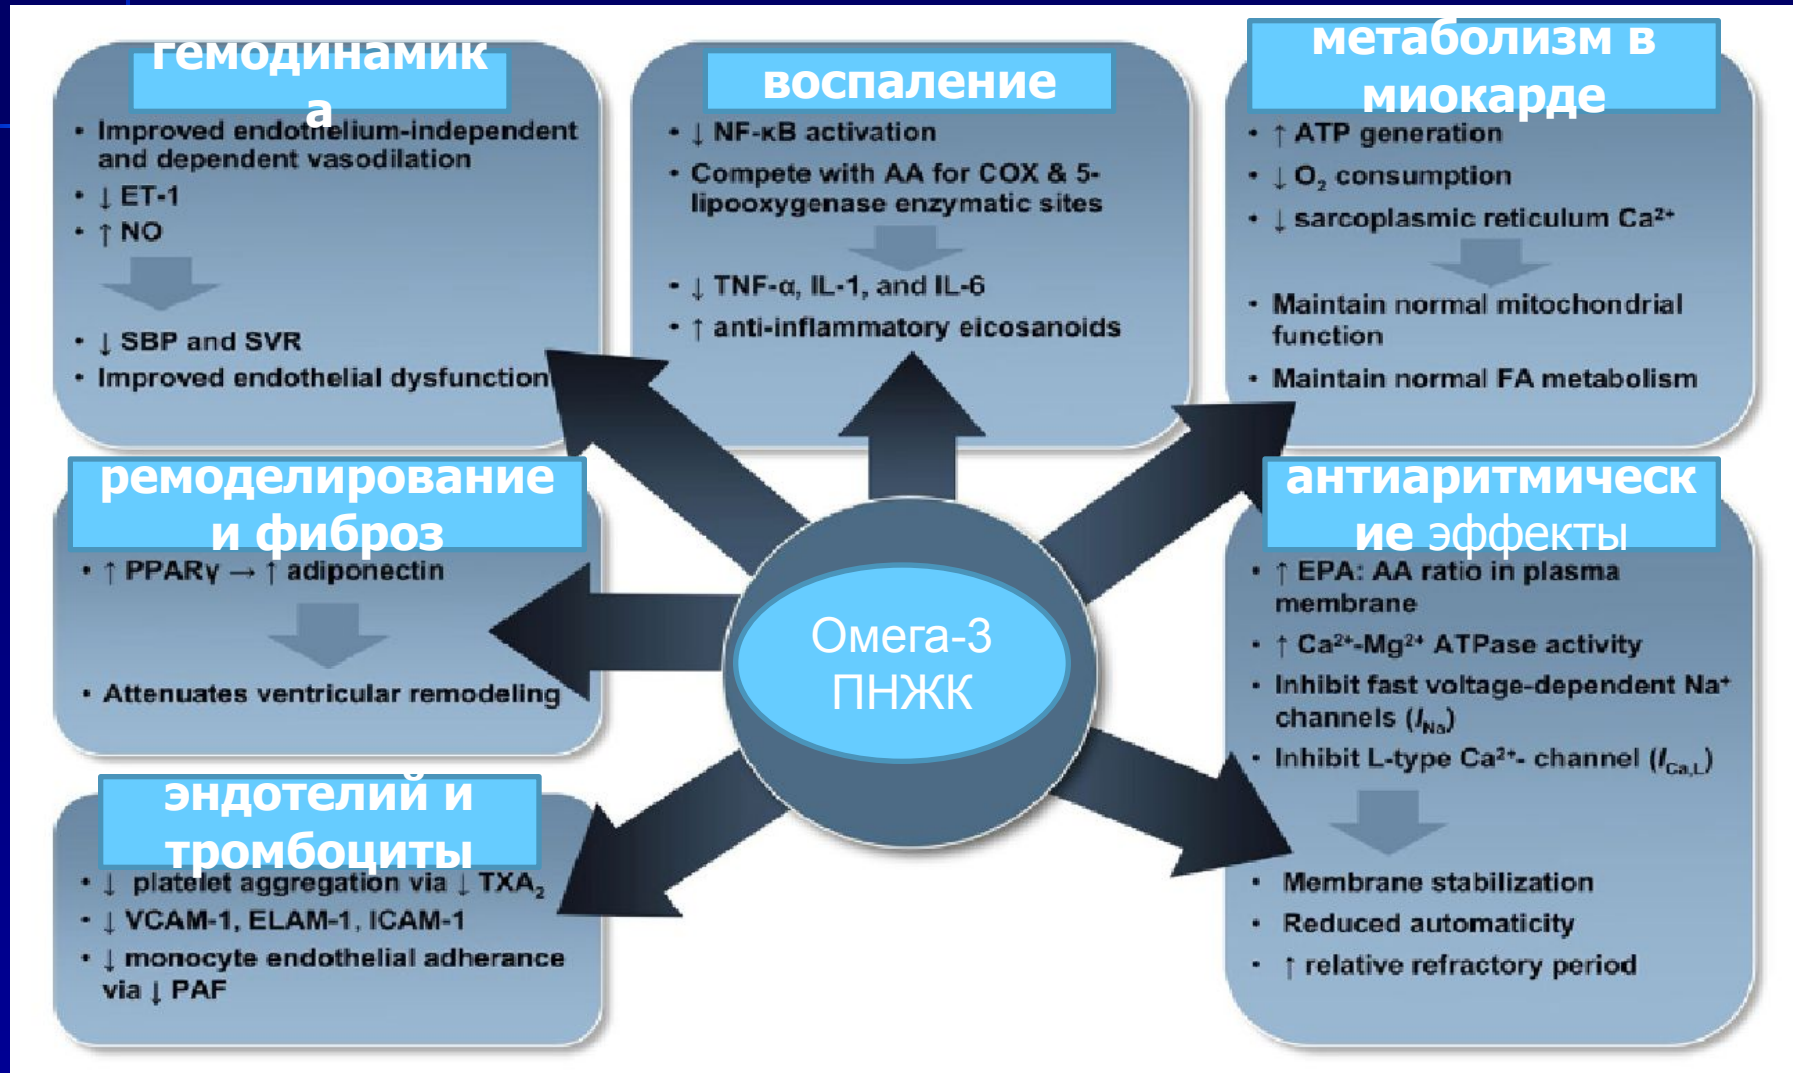 гемодинамик
а
• Improved endothelium-independent
and dependent vasodilation
• ↓ ET-1
• ↑ NO
• ↓ SBP and SVR
• Improved endothelial dysfunction
воспаление
• ↓ NF-κB activation
• Compete with AA for COX & 5-
lipooxygenase enzymatic sites
• ↓ TNF-α, IL-1, and IL-6
• ↑ anti-inflammatory eicosanoids
метаболизм в
миокарде
• ↑ ATP generation
• ↓ O₂ consumption
• ↓ sarcoplasmic reticulum Ca²⁺
• Maintain normal mitochondrial
function
• Maintain normal FA metabolism
ремоделирование
и фиброз
• ↑ PPARγ → ↑ adiponectin
• Attenuates ventricular remodeling
Омега-3
ПНЖК
антиаритмическ
ие эффекты
• ↑ EPA: AA ratio in plasma
membrane
• ↑ Ca²⁺-Mg²⁺ ATPase activity
• Inhibit fast voltage-dependent Na⁺
channels (I_Na)
• Inhibit L-type Ca²⁺- channel (I_Ca,L)
• Membrane stabilization
• Reduced automaticity
• ↑ relative refractory period
эндотелий и
тромбоциты
• ↓ platelet aggregation via ↓ TXA₂
• ↓ VCAM-1, ELAM-1, ICAM-1
• ↓ monocyte endothelial adherance
via ↓ PAF